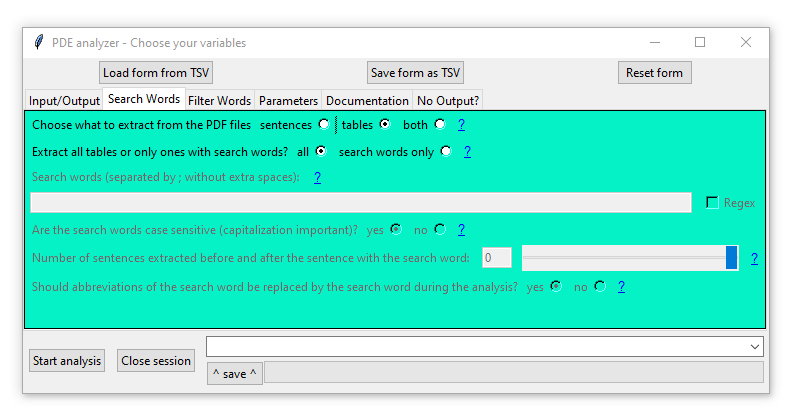 PDE analyzer - Choose your variables
Load form from TSV Save form as TSV Reset form
Input/Output Search Words Filter Words Parameters Documentation No Output?
Choose what to extract from the PDF files sentences tables both ?
Extract all tables or only ones with search words? all search words only ?
Search words (separated by ; without extra spaces): ?
Regex
Are the search words case sensitive (capitalization important)? yes no ?
Number of sentences extracted before and after the sentence with the search word: 0 ?
Should abbreviations of the search word be replaced by the search word during the analysis? yes no ?
Start analysis Close session
^ save ^